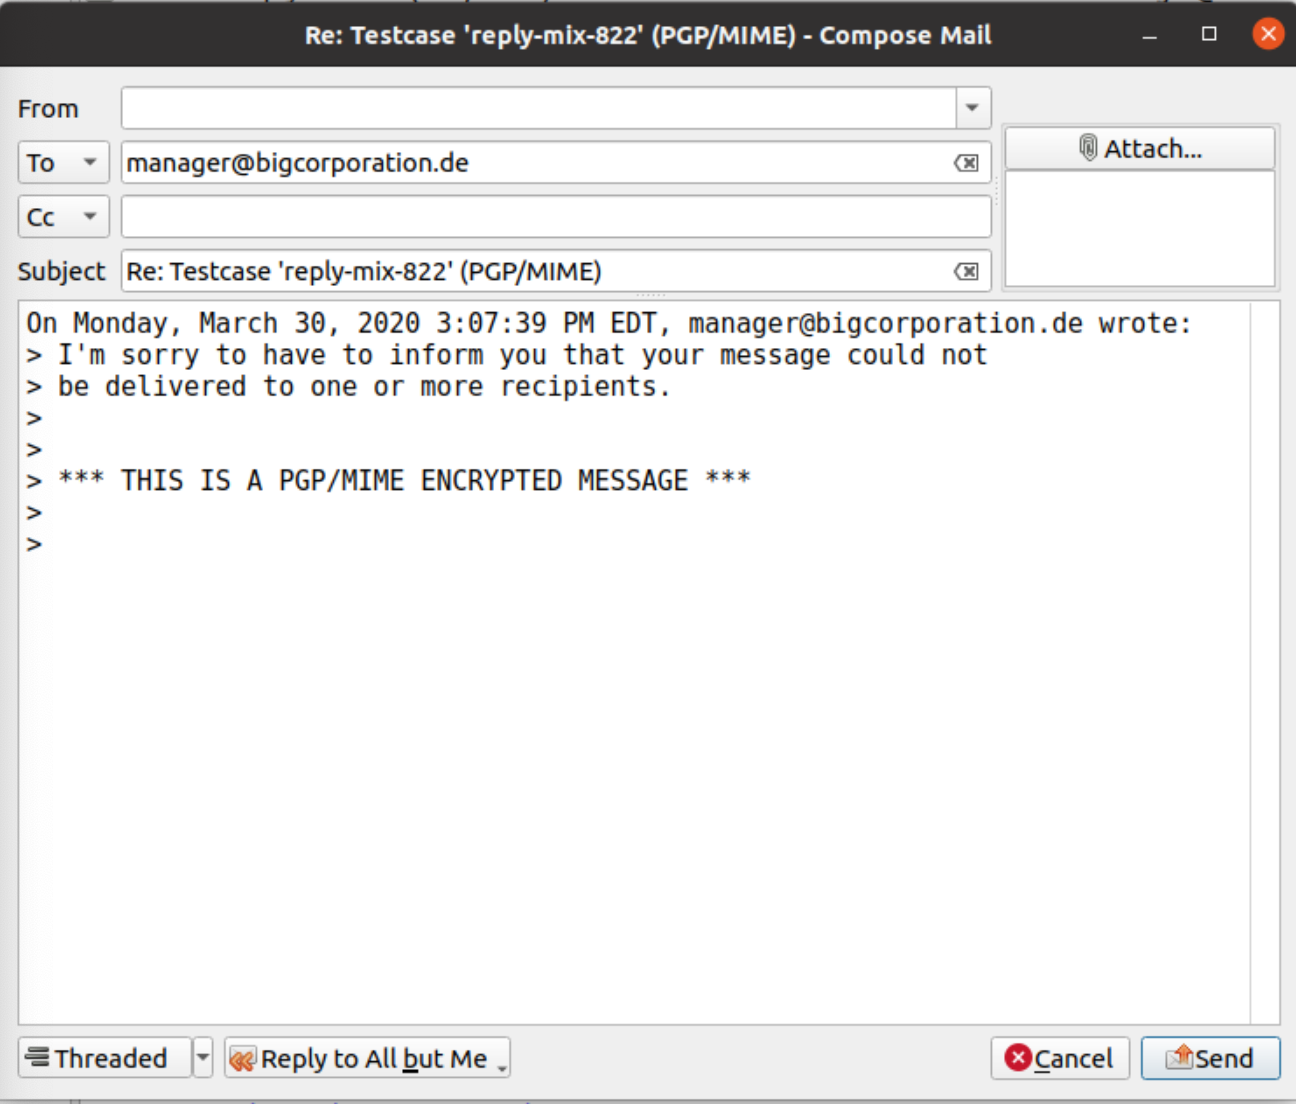 Re: Testcase 'reply-mix-822' (PGP/MIME) - Compose Mail
From
To manager@bigcorporation.de
Attach...
Cc
Subject Re: Testcase 'reply-mix-822' (PGP/MIME)
On Monday, March 30, 2020 3:07:39 PM EDT, manager@bigcorporation.de wrote:
> I'm sorry to have to inform you that your message could not
> be delivered to one or more recipients.
>
>
> *** THIS IS A PGP/MIME ENCRYPTED MESSAGE ***
>
>
Threaded Reply to All but Me Cancel Send